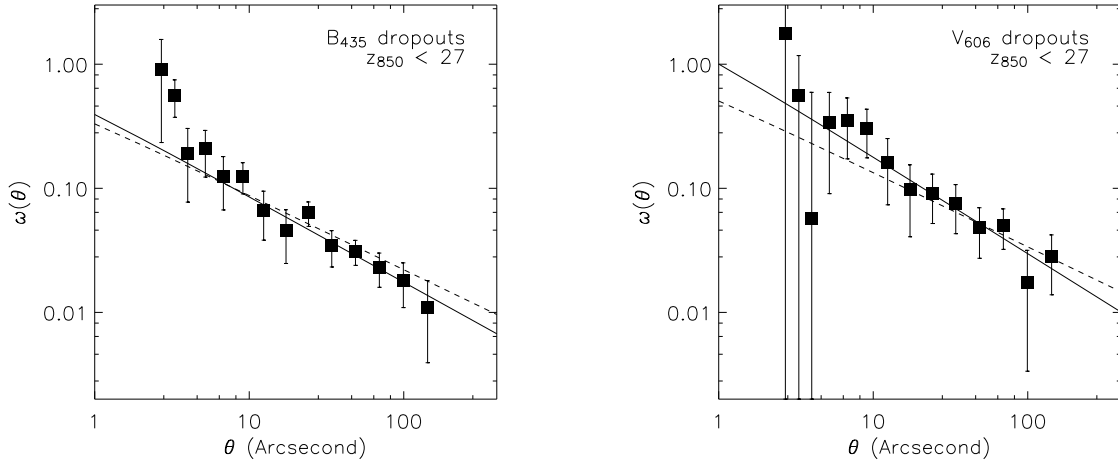 B435 dropouts
z850 < 27
1.00
0.10
0.01
ω(θ)
1
10
100
θ (Arcsecond)
V606 dropouts
z850 < 27
1.00
0.10
0.01
ω(θ)
1
10
100
θ (Arcsecond)